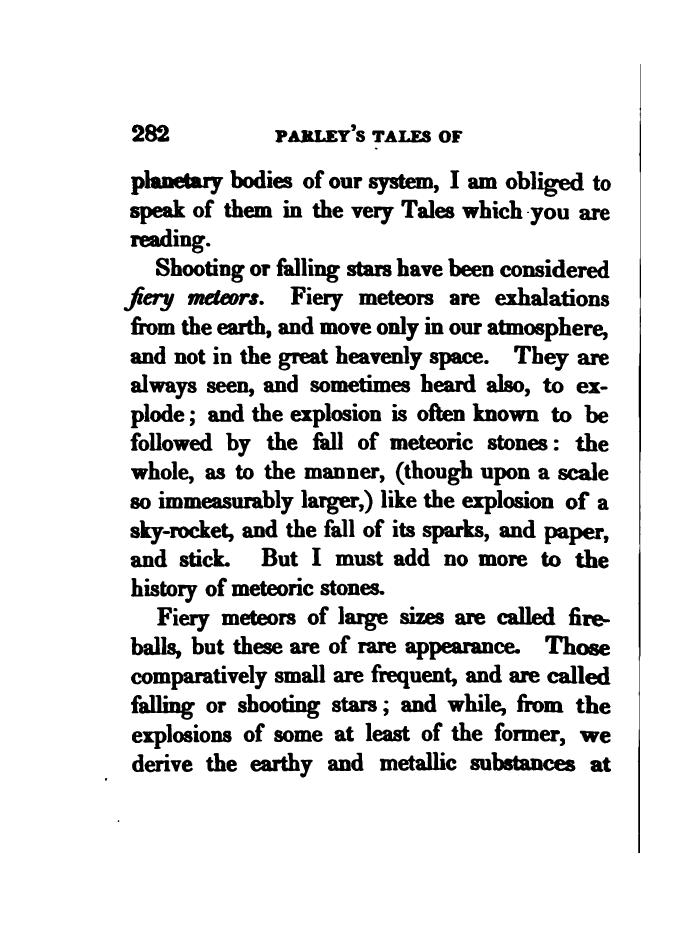 282 PARLEY'S TALES OF
planetary bodies of our system, I am obliged to
speak of them in the very Tales which you are
reading.
Shooting or falling stars have been considered
fiery meteors. Fiery meteors are exhalations
from the earth, and move only in our atmosphere,
and not in the great heavenly space. They are
always seen, and sometimes heard also, to ex-
plode; and the explosion is often known to be
followed by the fall of meteoric stones: the
whole, as to the manner, (though upon a scale
so immeasurably larger,) like the explosion of a
sky-rocket, and the fall of its sparks, and paper,
and stick. But I must add no more to the
history of meteoric stones.
Fiery meteors of large sizes are called fire-
balls, but these are of rare appearance. Those
comparatively small are frequent, and are called
falling or shooting stars; and while, from the
explosions of some at least of the former, we
derive the earthy and metallic substances at